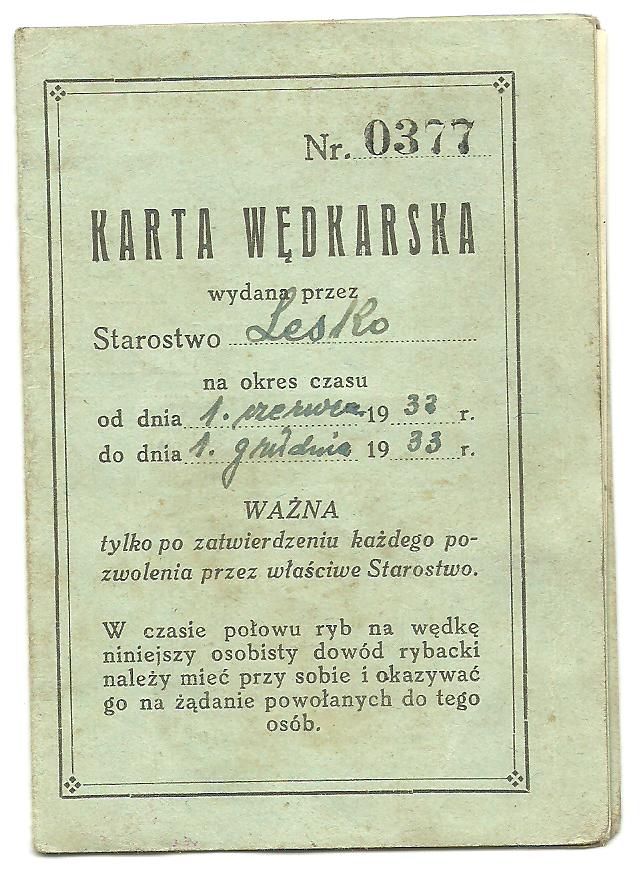 Nr. 0377
KARTA WĘDKARSKA
wydana przez
Starostwo Lesko
na okres czasu
od dnia 1. czerwca 1933 r.
do dnia 1. grudnia 1933 r.
WAŻNA
tylko po zatwierdzeniu każdego po-
zwolenia przez właściwe Starostwo.
W czasie połowu ryb na wędkę
niniejszy osobisty dowód rybacki
należy mieć przy sobie i okazywać
go na żądanie powołanych do tego
osób.